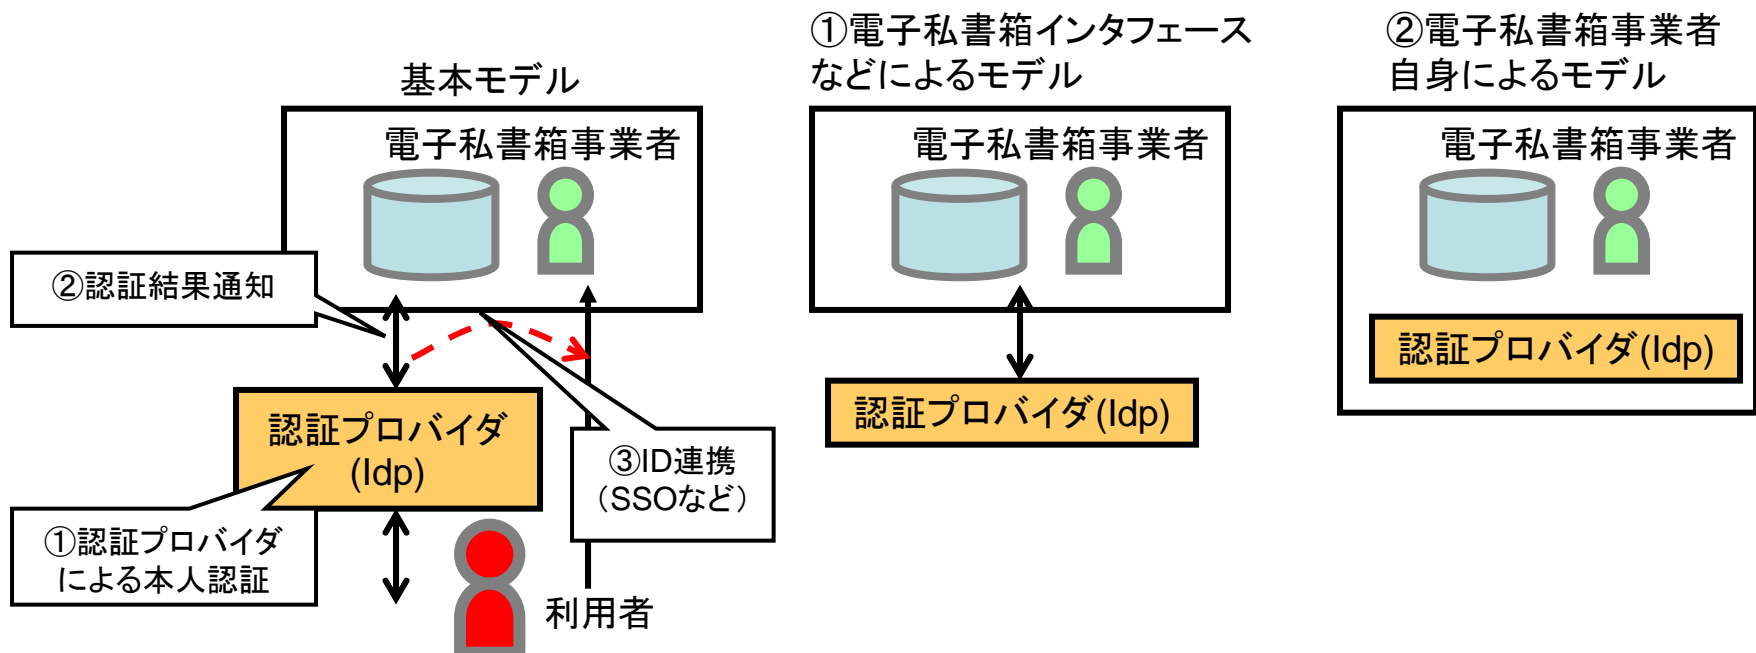 基本モデル
電子私書箱事業者
②認証結果通知
認証プロバイダ
(Idp)
③ID連携
（SSOなど）
①認証プロバイダ
による本人認証
利用者
①電子私書箱インタフェース
などによるモデル
電子私書箱事業者
認証プロバイダ(Idp)
②電子私書箱事業者
自身によるモデル
電子私書箱事業者
認証プロバイダ(Idp)